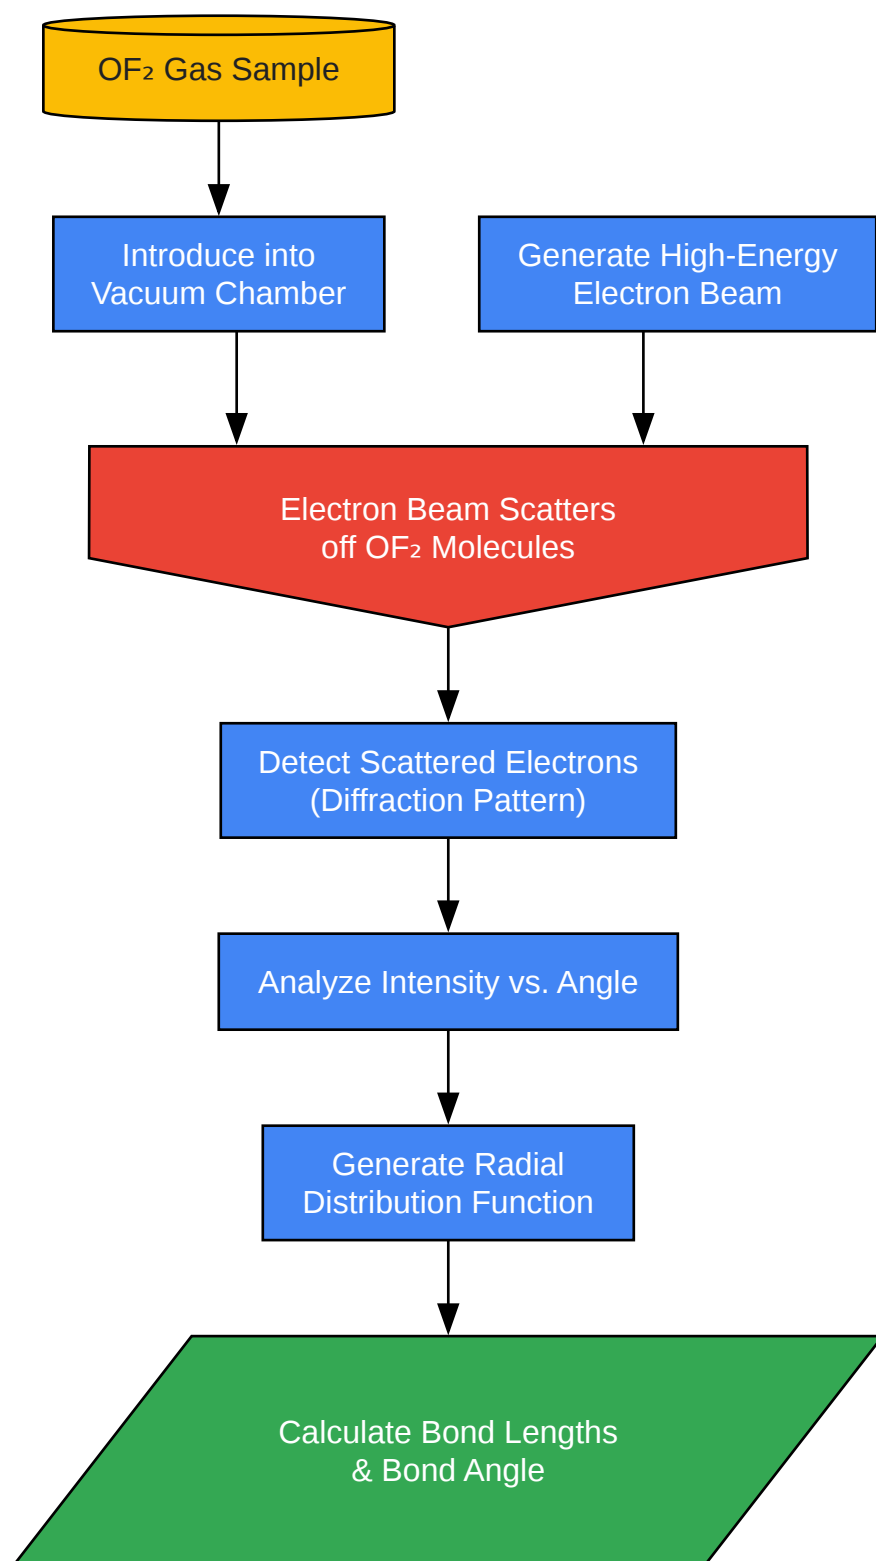 OF₂ Gas Sample
Introduce into
Vacuum Chamber
Generate High-Energy
Electron Beam
Electron Beam Scatters
off OF₂ Molecules
Detect Scattered Electrons
(Diffraction Pattern)
Analyze Intensity vs. Angle
Generate Radial
Distribution Function
Calculate Bond Lengths
& Bond Angle